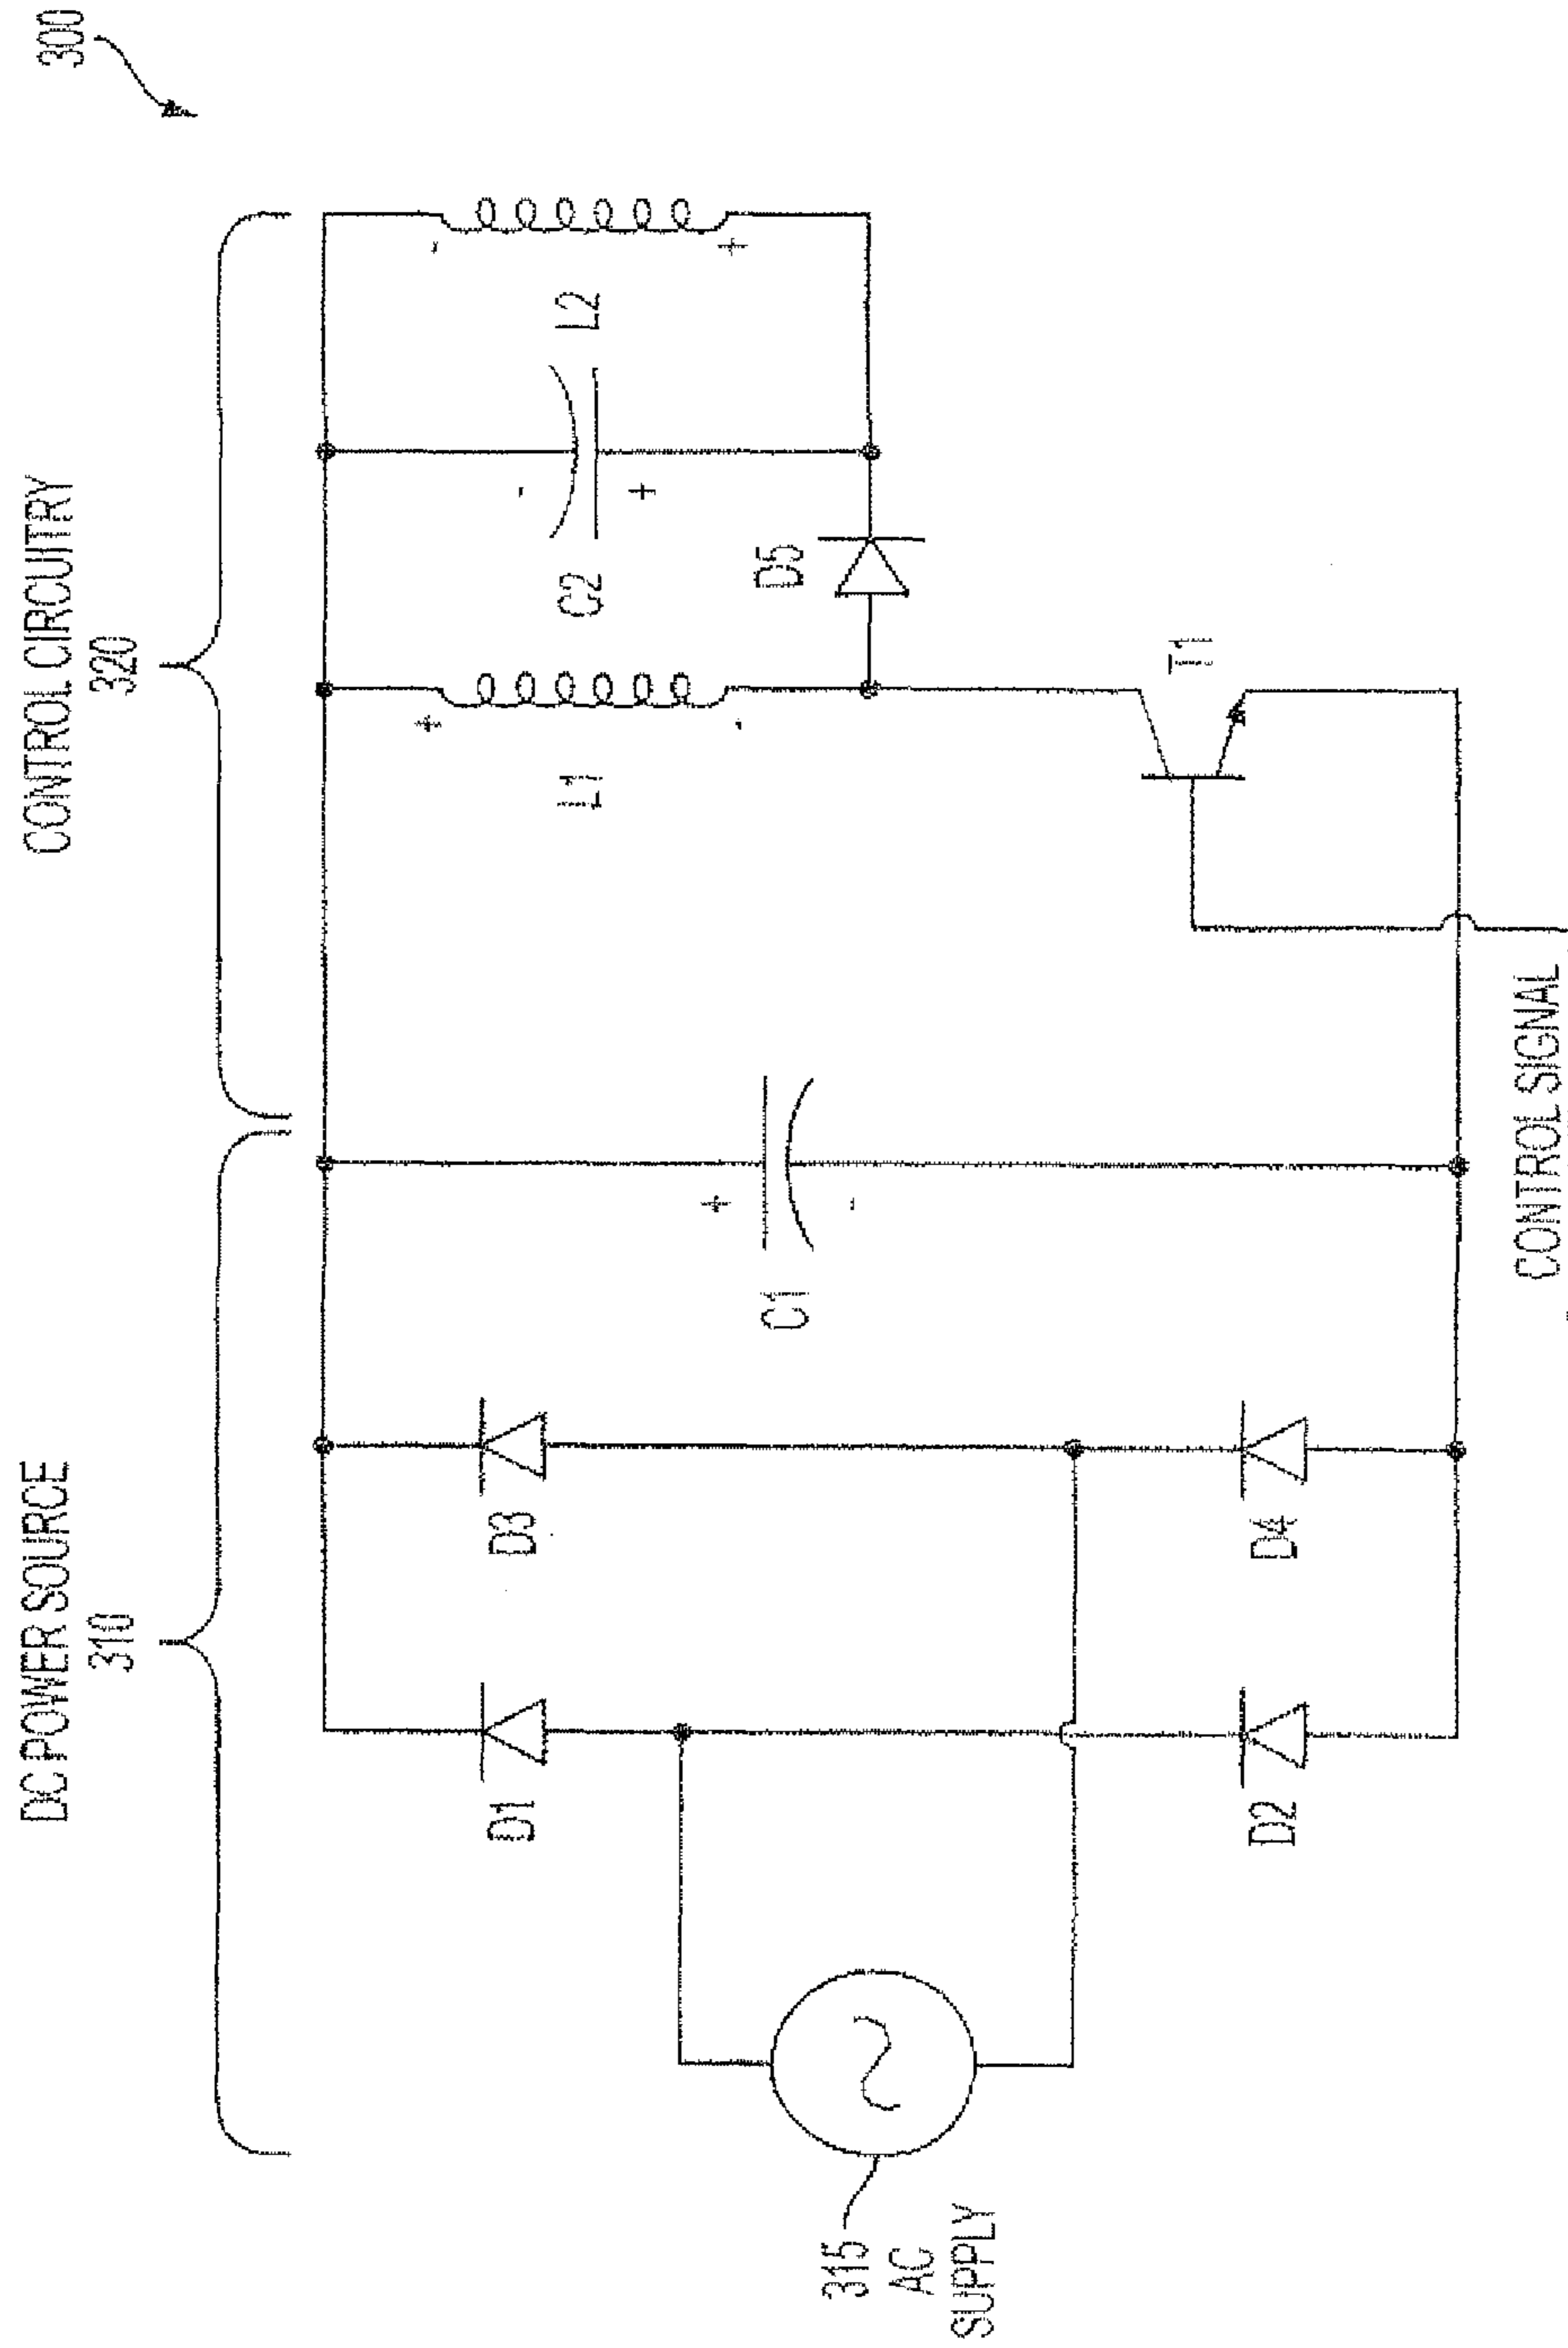 300
DC POWER SOURCE
310
CONTROL CIRCUITRY
320
D1
D3
C1
+
-
L1
+
-
C2
-
+
L2
-
+
D5
T1
315
AC
SUPPLY
D2
D4
CONTROL SIGNAL